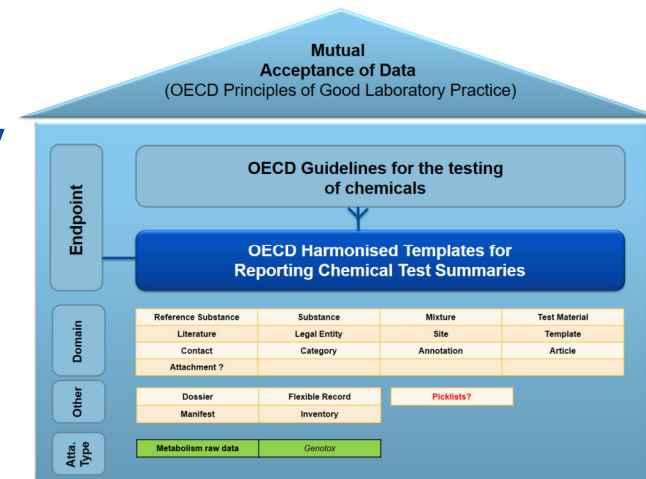 Mutual
Acceptance of Data
(OECD Principles of Good Laboratory Practice)
Endpoint
OECD Guidelines for the testing
of chemicals
OECD Harmonised Templates for
Reporting Chemical Test Summaries
Domain
Reference Substance Substance Mixture Test Material
Literature Legal Entity Site Template
Contact Category Annotation Article
Attachment ?
Other
Dossier Flexible Record Picklists?
Manifest Inventory
Atta.
Type
Metabolism raw data Genotox